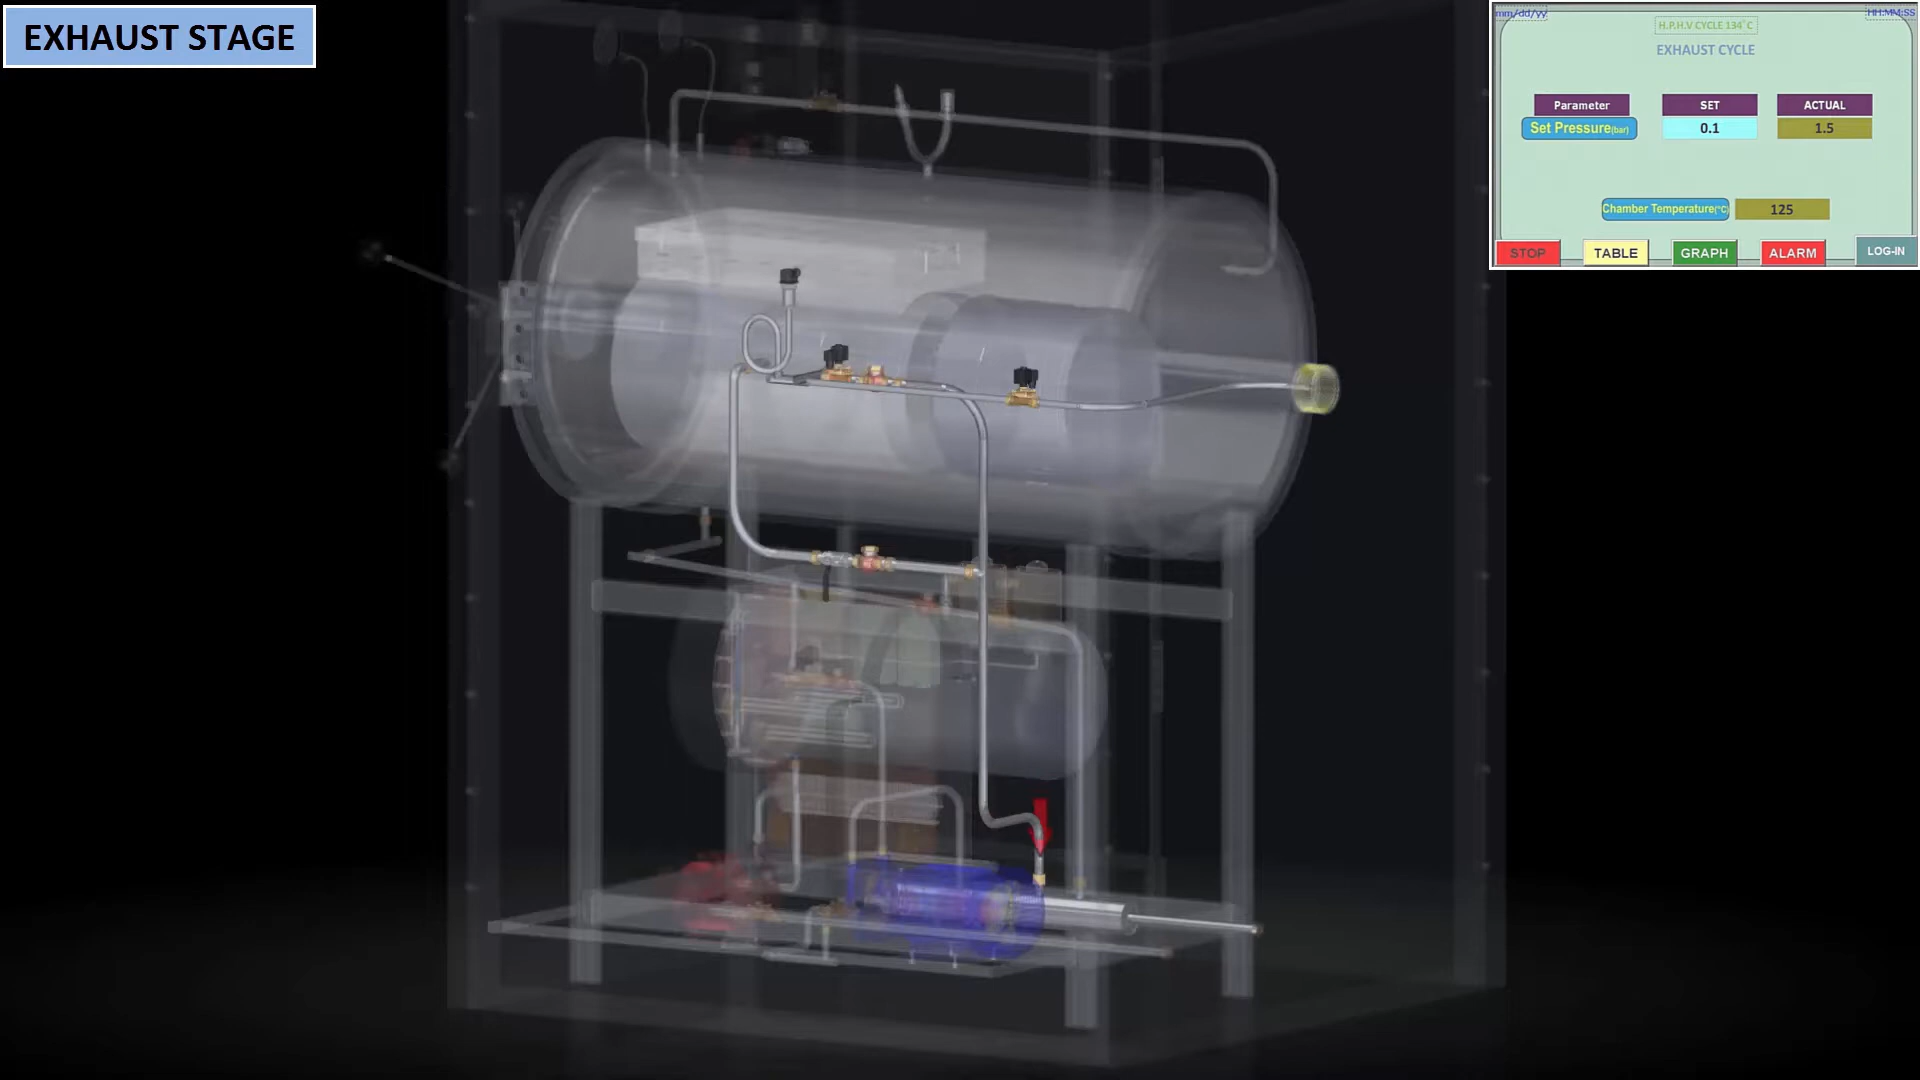 EXHAUST STAGE
mm/dd/yy HH:MM:SS
H.P.H.V CYCLE 134°C
EXHAUST CYCLE
Parameter SET ACTUAL
Set Pressure(bar) 0.1 1.5
Chamber Temperature(°C) 125
STOP TABLE GRAPH ALARM LOG-IN